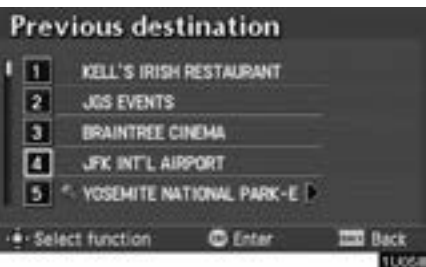 Previous destination
1 KELL'S IRISH RESTAURANT
2 JGS EVENTS
3 BRAINTREE CINEMA
4 JFK INT'L AIRPORT
5 YOSEMITE NATIONAL PARK-E
Select function Enter Back